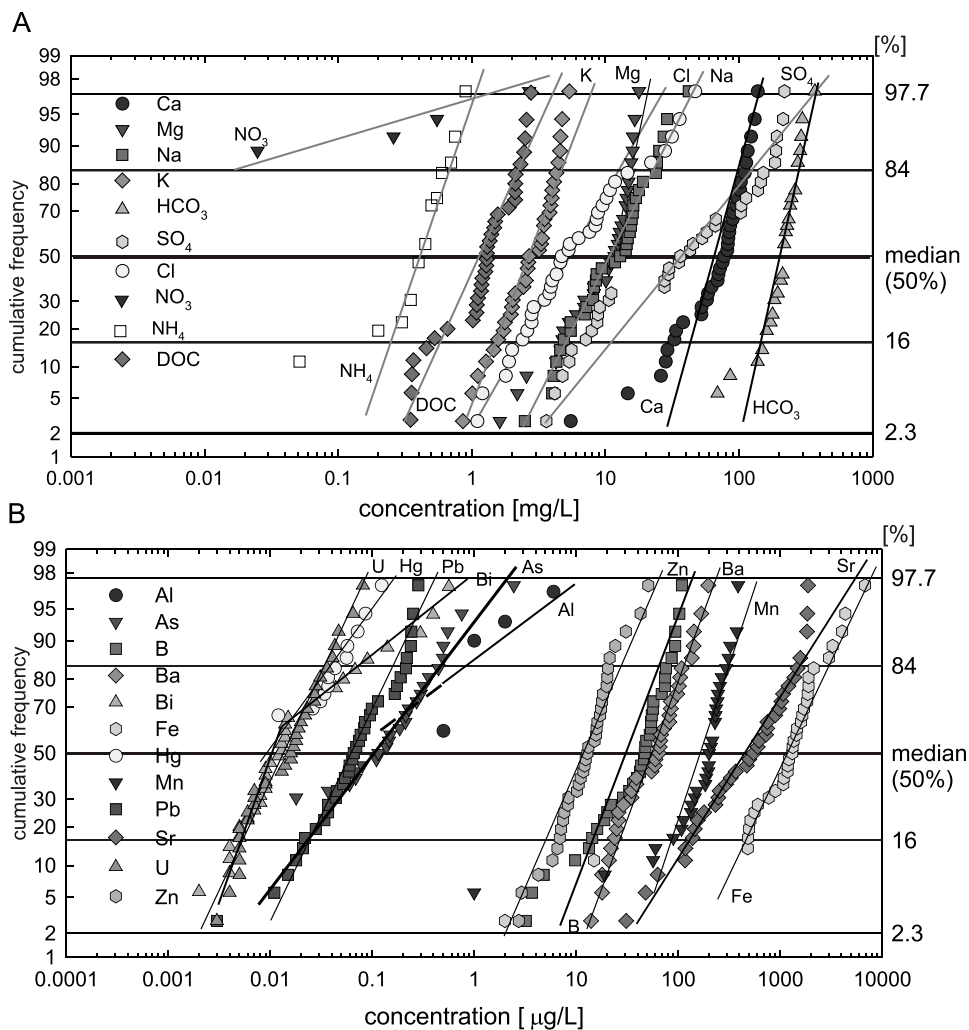 A
[%]
99
98
95
90
80
70
50
30
20
10
5
2
1
cumulative frequency
Ca
Mg
Na
K
HCO3
SO4
Cl
NO3
NH4
DOC
NO3
K
Mg
Cl
Na
SO4
NH4
DOC
Ca
HCO3
97.7
84
median
(50%)
16
2.3
0.001
0.01
0.1
1
10
100
1000
concentration [mg/L]
B
[%]
99
98
95
90
80
70
50
30
20
10
5
2
1
cumulative frequency
Al
As
B
Ba
Bi
Fe
Hg
Mn
Pb
Sr
U
Zn
U
Hg
Pb
Bi
As
Al
Zn
Ba
Mn
Sr
B
Fe
97.7
84
median
(50%)
16
2.3
0.0001
0.001
0.01
0.1
1
10
100
1000
10000
concentration [ µg/L]